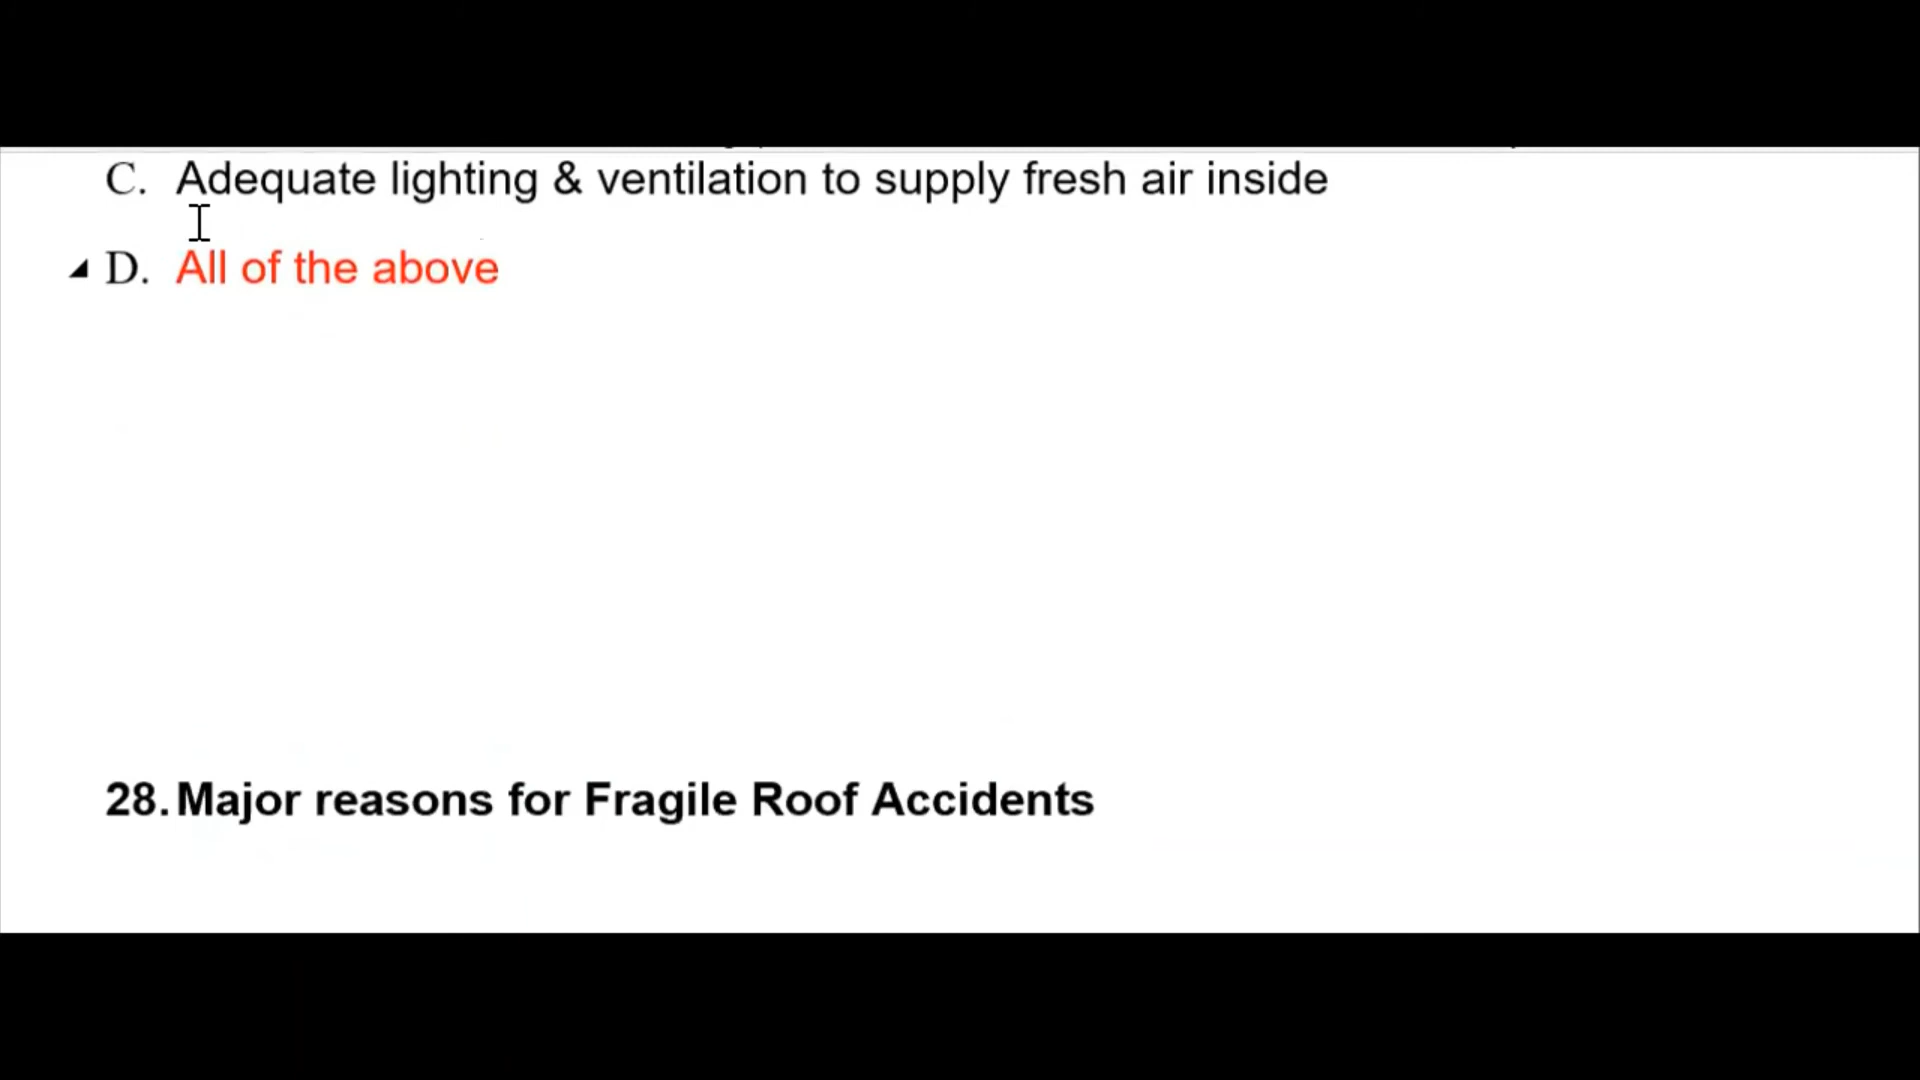 C. Adequate lighting & ventilation to supply fresh air inside
D. All of the above
28. Major reasons for Fragile Roof Accidents